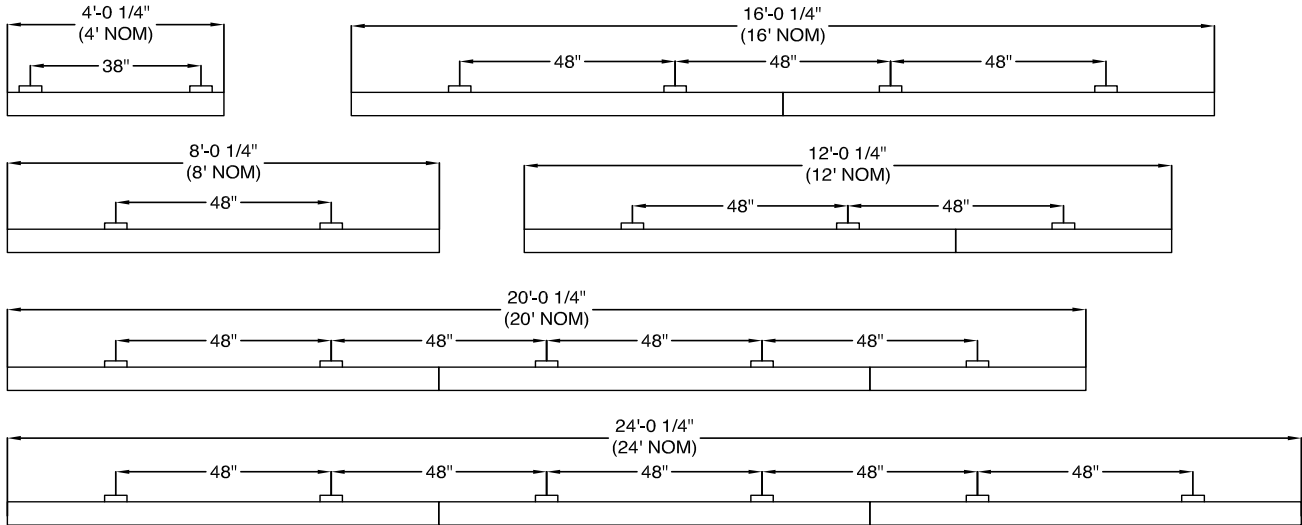 4'-0 1/4"
(4' NOM)
38"
16'-0 1/4"
(16' NOM)
48" 48" 48"
8'-0 1/4"
(8' NOM)
48"
12'-0 1/4"
(12' NOM)
48" 48"
20'-0 1/4"
(20' NOM)
48" 48" 48" 48"
24'-0 1/4"
(24' NOM)
48" 48" 48" 48" 48"